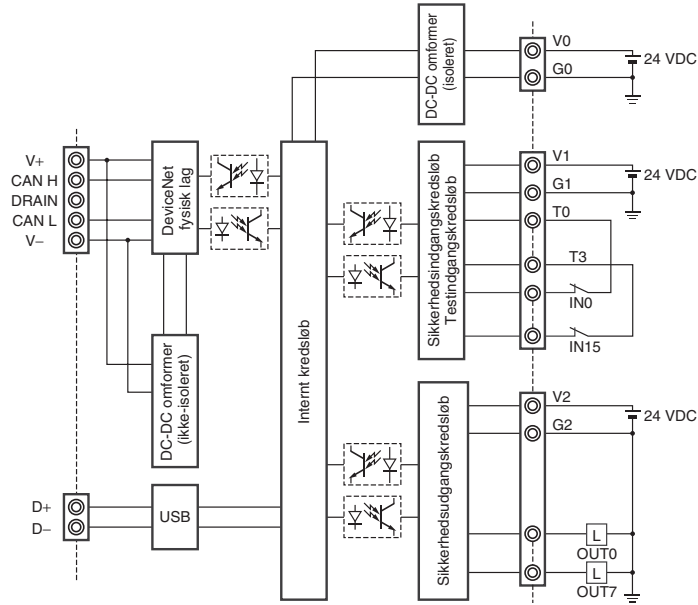 V+
CAN H
DRAIN
CAN L
V−
DeviceNet
fysisk lag
DC-DC omformer
(ikke-isoleret)
D+
D−
USB
Internt kredsløb
DC-DC omformer
(isoleret)
V0
G0
24 VDC
Sikkerhedsindgangskredsløb
Testindgangskredsløb
V1
G1
T0
T3
IN0
IN15
24 VDC
Sikkerhedsudgangskredsløb
V2
G2
24 VDC
L
OUT0
L
OUT7